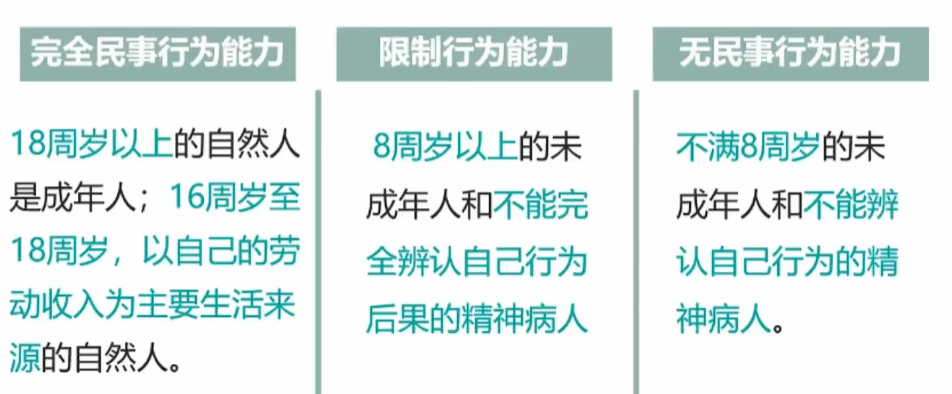 完全民事行为能力
18周岁以上的自然人
是成年人；16周岁至
18周岁，以自己的劳
动收入为主要生活来
源的自然人。
限制行为能力
8周岁以上的未
成年人和不能完
全辨认自己行为
后果的精神病人
无民事行为能力
不满8周岁的未
成年人和不能辨
认自己行为的精
神病人。